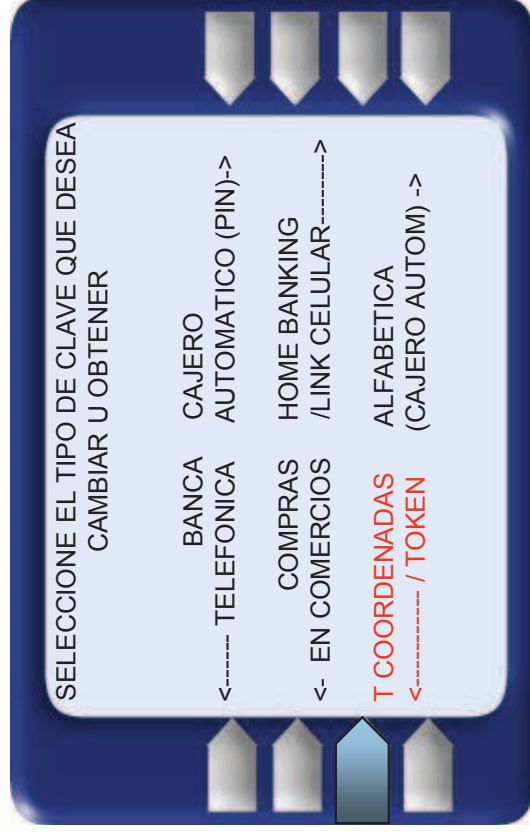 SELECCIONE EL TIPO DE CLAVE QUE DESEA
CAMBIAR U OBTENER
BANCA CAJERO
<------ TELEFONICA AUTOMATICO (PIN)->
COMPRAS HOME BANKING
<- EN COMERCIOS /LINK CELULAR--------->
T COORDENADAS ALFABETICA
<----------- / TOKEN (CAJERO AUTOM) ->